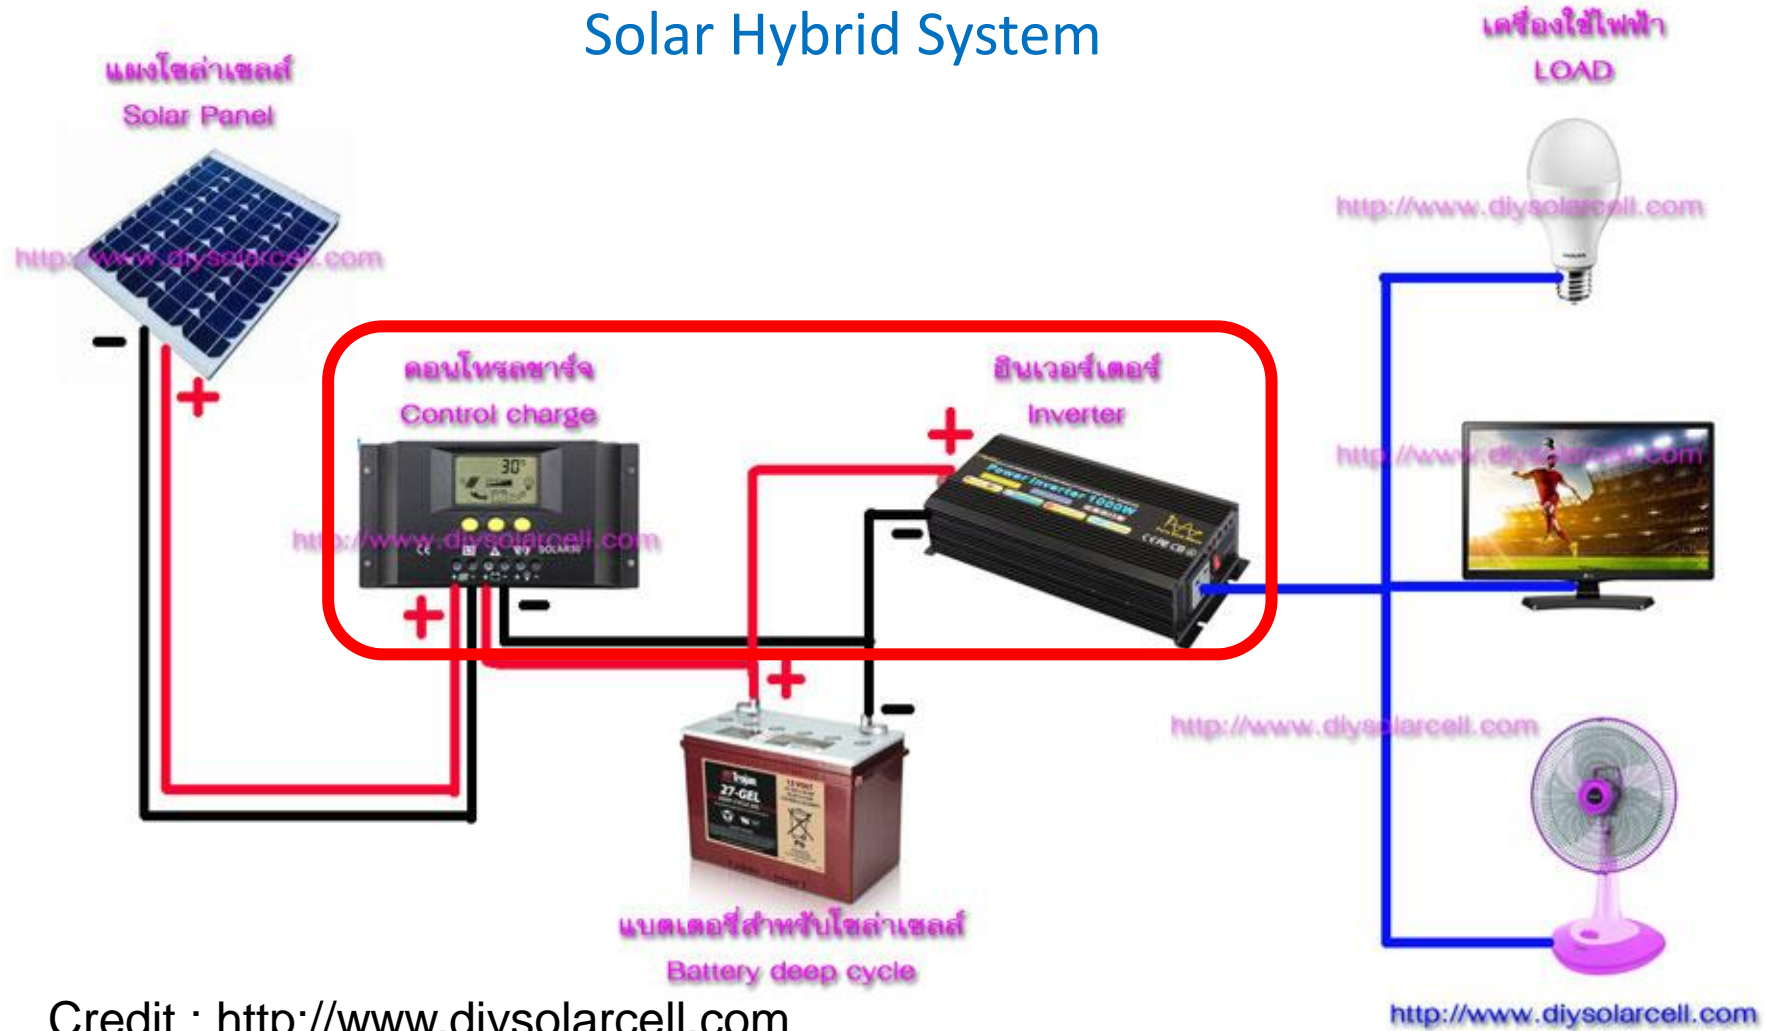 Solar Hybrid System
เครื่องใช้ไฟฟ้า
LOAD
แผงโซล่าเซลล์
Solar Panel
http://www.diysolarcell.com
http://www.diysolarcell.com
คอนโทรลชาร์จ
Control charge
อินเวอร์เตอร์
Inverter
30°
http://www.diysolarcell.com
CE
SOLAR30
Power Inverter 1000W
http://www.diysolarcell.com
http://www.diysolarcell.com
Trojan
27-GEL
12 VOLT
แบตเตอรี่สำหรับโซล่าเซลล์
Battery deep cycle
Credit : http://www.diysolarcell.com
http://www.diysolarcell.com